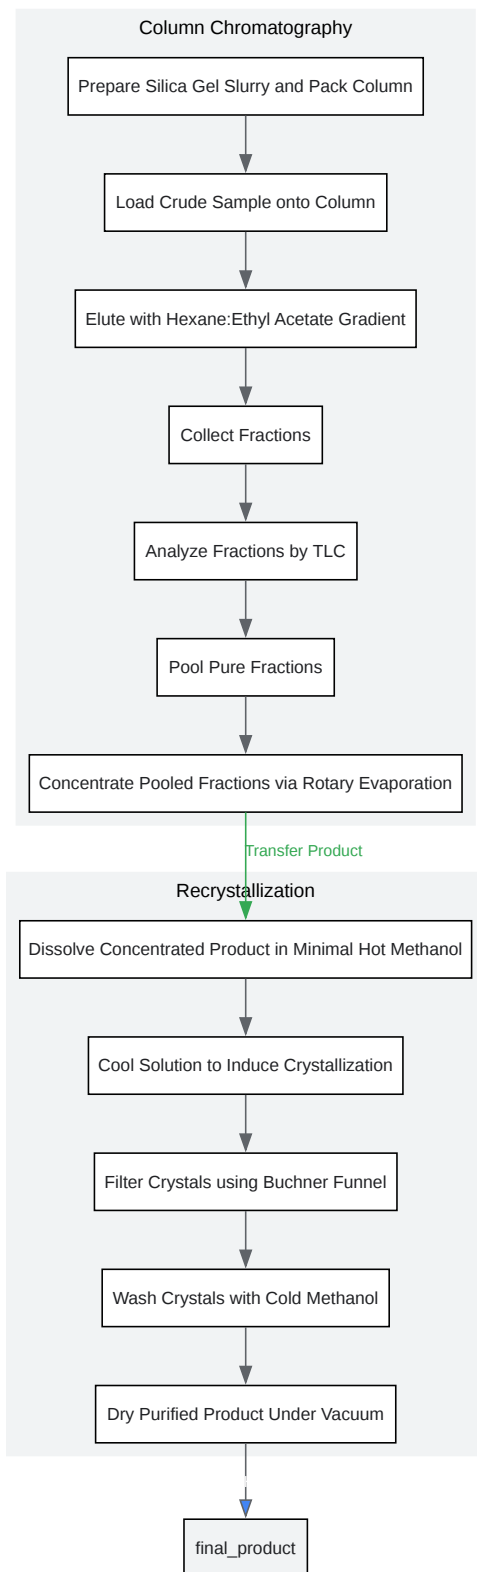 Column Chromatography
Prepare Silica Gel Slurry and Pack Column
Load Crude Sample onto Column
Elute with Hexane:Ethyl Acetate Gradient
Collect Fractions
Analyze Fractions by TLC
Pool Pure Fractions
Concentrate Pooled Fractions via Rotary Evaporation
Transfer Product
Recrystallization
Dissolve Concentrated Product in Minimal Hot Methanol
Cool Solution to Induce Crystallization
Filter Crystals using Buchner Funnel
Wash Crystals with Cold Methanol
Dry Purified Product Under Vacuum
final_product